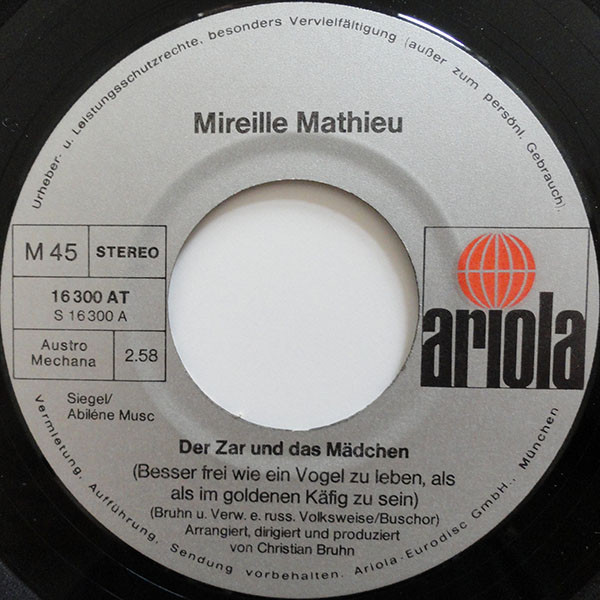 Urheber- u. Leistungsschutzrechte, besonders Vervielfältigung (außer zum persönl. Gebrauch),
Mireille Mathieu
M 45
STEREO
16 300 AT
S 16 300 A
Austro
Mechana
2.58
ariola
Siegel/
Abiléne Musc
Der Zar und das Mädchen
(Besser frei wie ein Vogel zu leben, als
als im goldenen Käfig zu sein)
(Bruhn u. Verw. e. russ. Volksweise/Buschor)
Arrangiert, dirigiert und produziert
von Christian Bruhn
Vermietung, Aufführung, Sendung vorbehalten. Ariola-Eurodisc GmbH., München